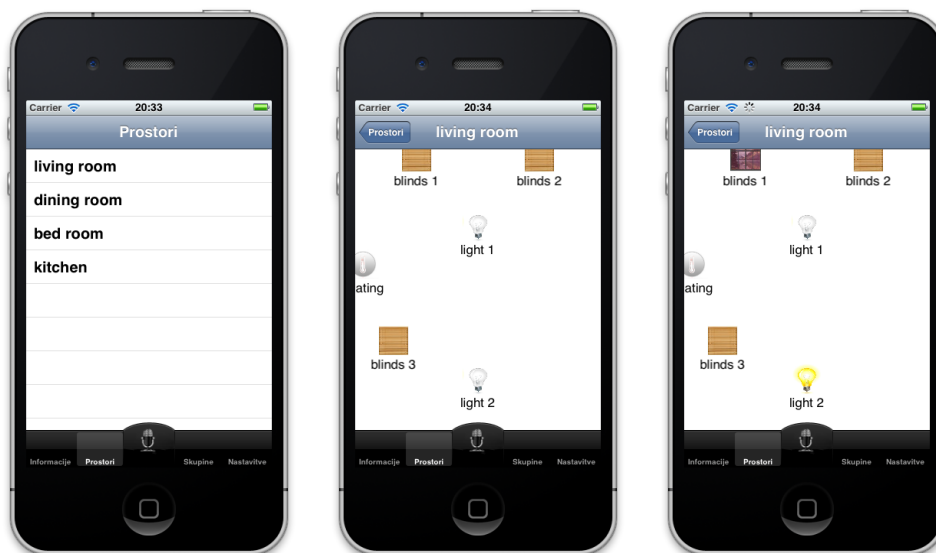 Carrier 20:33
Prostori
living room
dining room
bed room
kitchen
Informacije Prostori Skupine Nastavitve
Carrier 20:34
Prostori living room
blinds 1 blinds 2
light 1
ating
blinds 3
light 2
Informacije Prostori Skupine Nastavitve
Carrier 20:34
Prostori living room
blinds 1 blinds 2
light 1
ating
blinds 3
light 2
Informacije Prostori Skupine Nastavitve